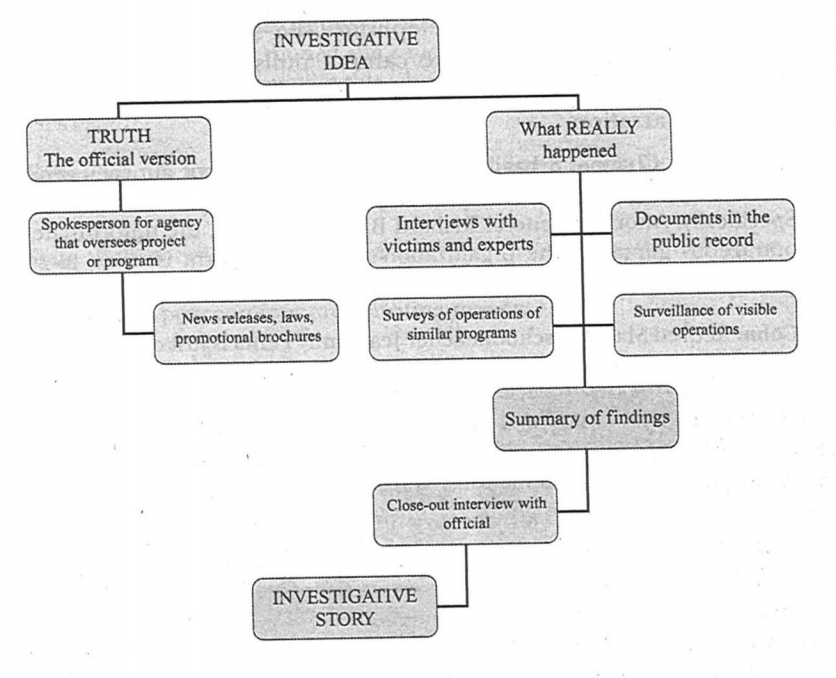 INVESTIGATIVE
IDEA
TRUTH
The official version
What REALLY
happened
Spokesperson for agency
that oversees project
or program
Interviews with
victims and experts
Documents in the
public record
News releases, laws,
promotional brochures
Surveys of operations of
similar programs
Surveillance of visible
operations
Summary of findings
Close-out interview with
official
INVESTIGATIVE
STORY